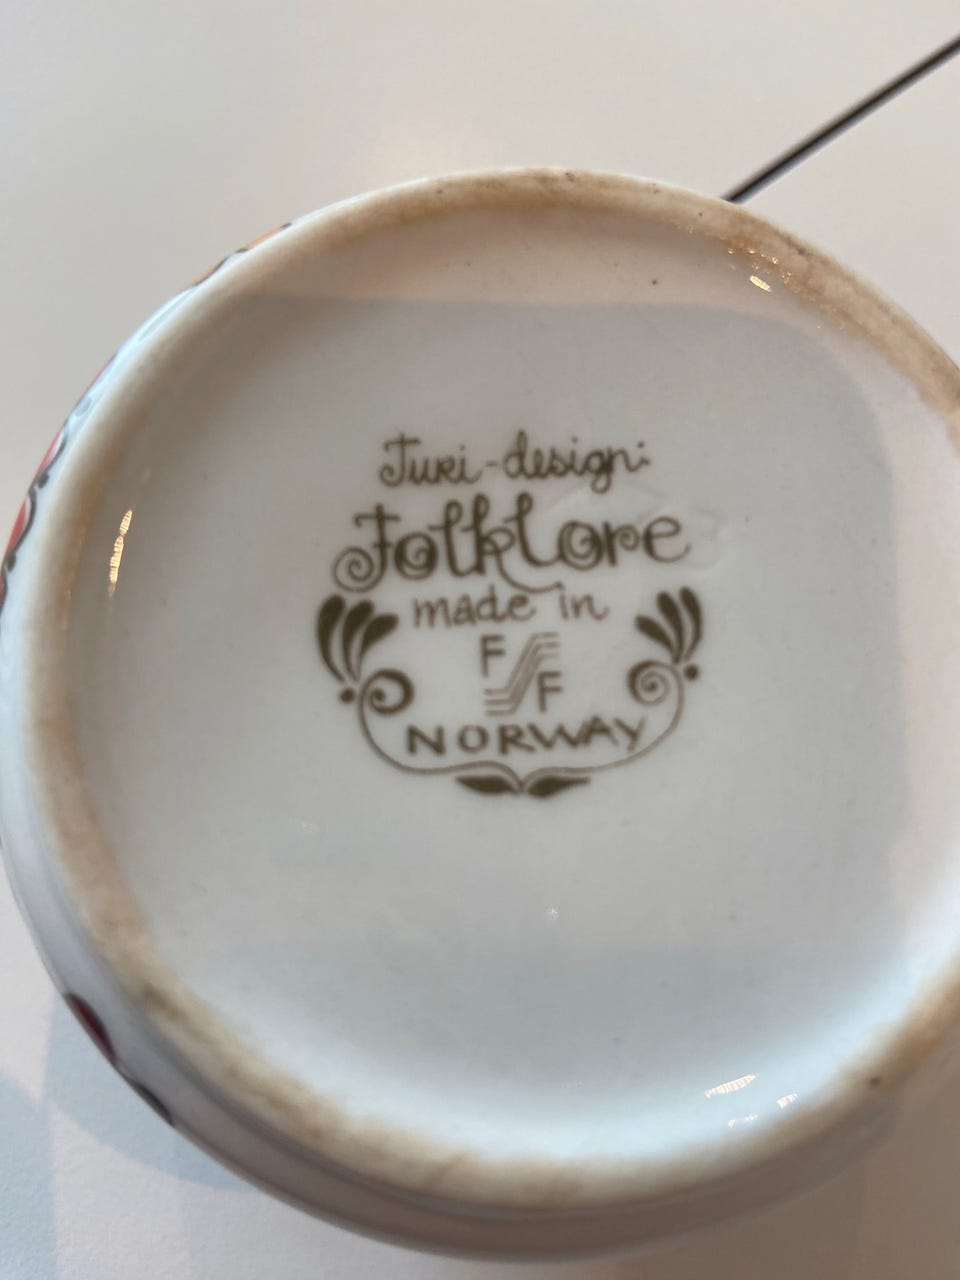 Turi-design:
Folklore
made in
F
F
NORWAY